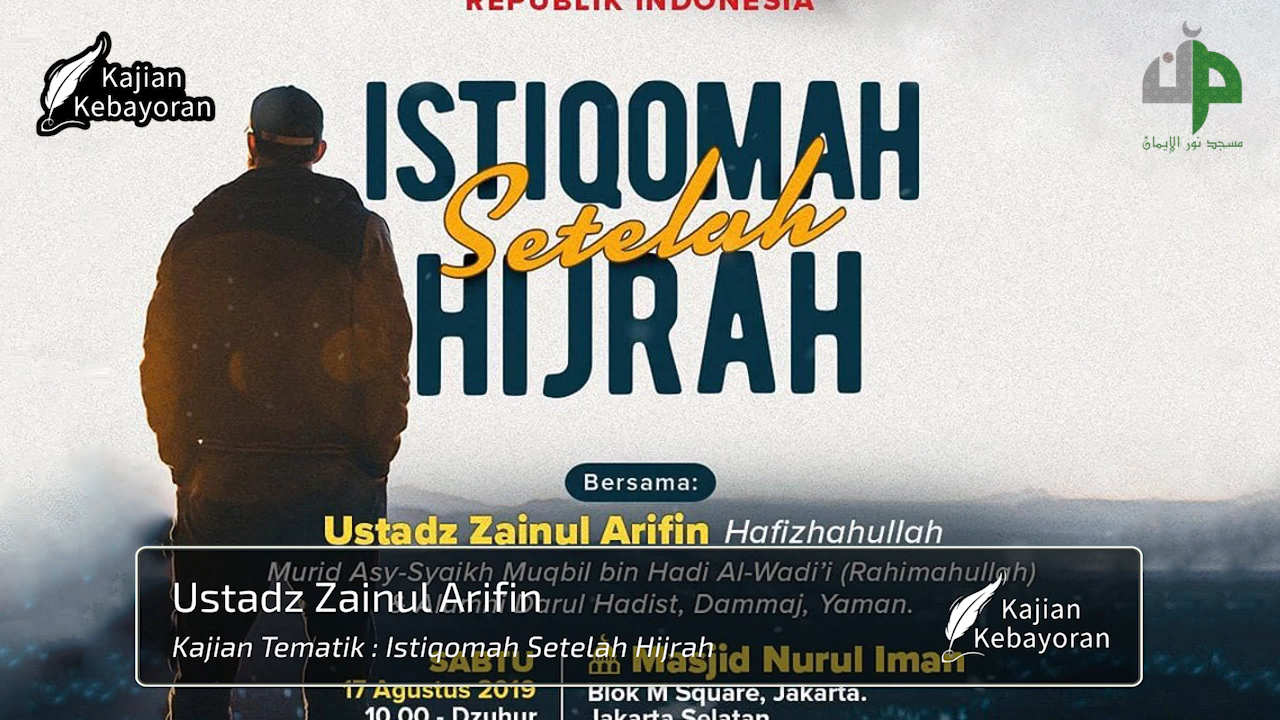 REPUBLIK INDONESIA
Kajian
Kebayoran
مسجد نور الإيمان
ISTIQOMAH
Setelah
HIJRAH
Bersama:
Ustadz Zainul Arifin Hafizhahullah
Murid Asy-Syaikh Muqbil bin Hadi Al-Wadi'i (Rahimahullah)
& Alumni Darul Hadist, Dammaj, Yaman.
Ustadz Zainul Arifin
Kajian Tematik : Istiqomah Setelah Hijrah
Kajian
Kebayoran
SABTU
17 Agustus 2019
10.00 - Dzuhur
Masjid Nurul Iman
Blok M Square, Jakarta.
Jakarta Selatan